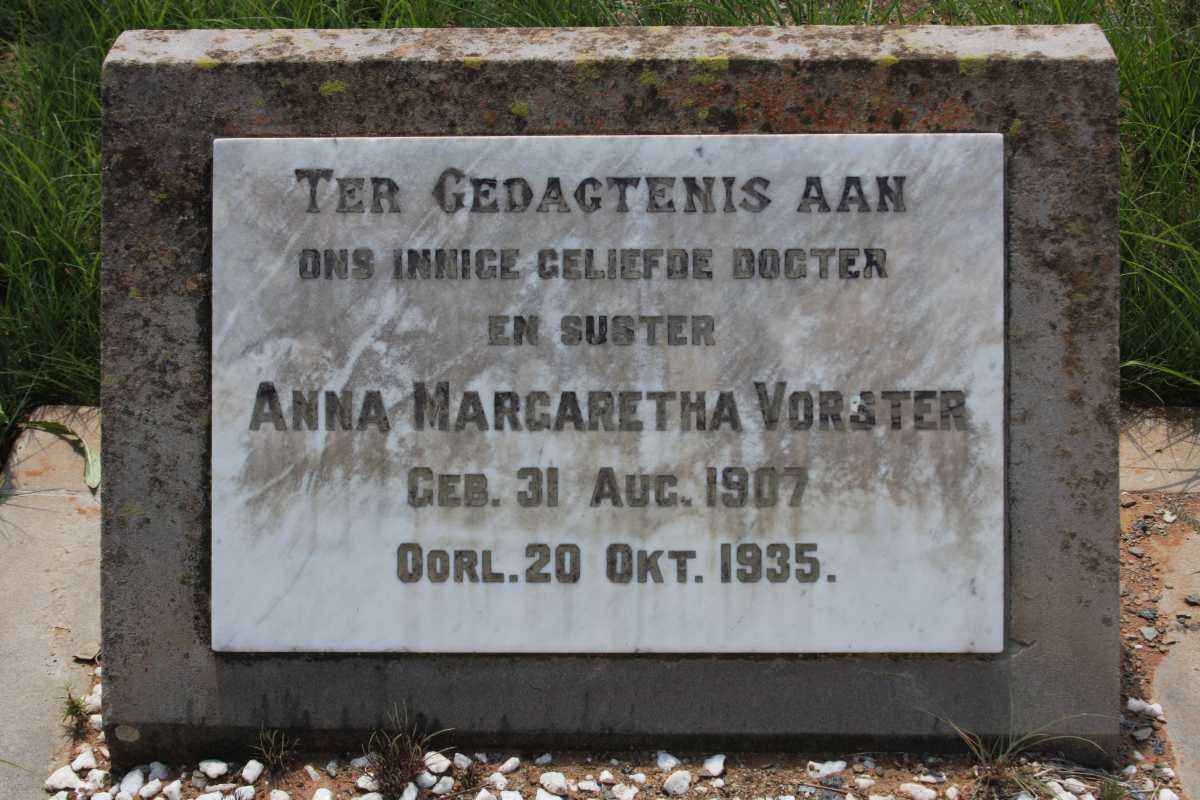 TER GEDAGTENIS AAN
ONS INNIGE GELIEFDE DOGTER
EN SUSTER
ANNA MARGARETHA VORSTER
GEB. 31 AUG. 1907
OORL. 20 OKT. 1935.